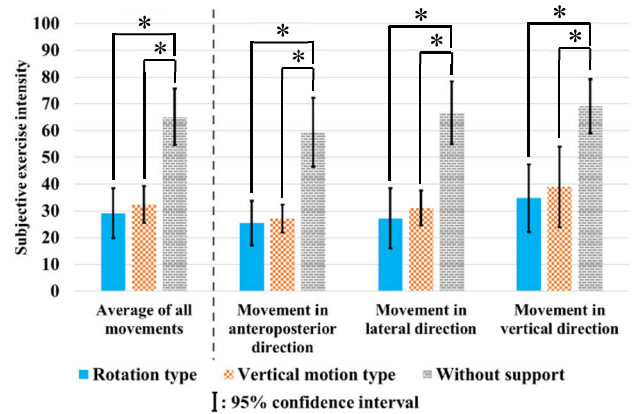 Subjective exercise intensity
100
90
80
70
60
50
40
30
20
10
0
*
*
*
*
*
*
*
*
Average of all
movements
Movement in
anteroposterior
direction
Movement in
lateral direction
Movement in
vertical direction
Rotation type
Vertical motion type
Without support
: 95% confidence interval